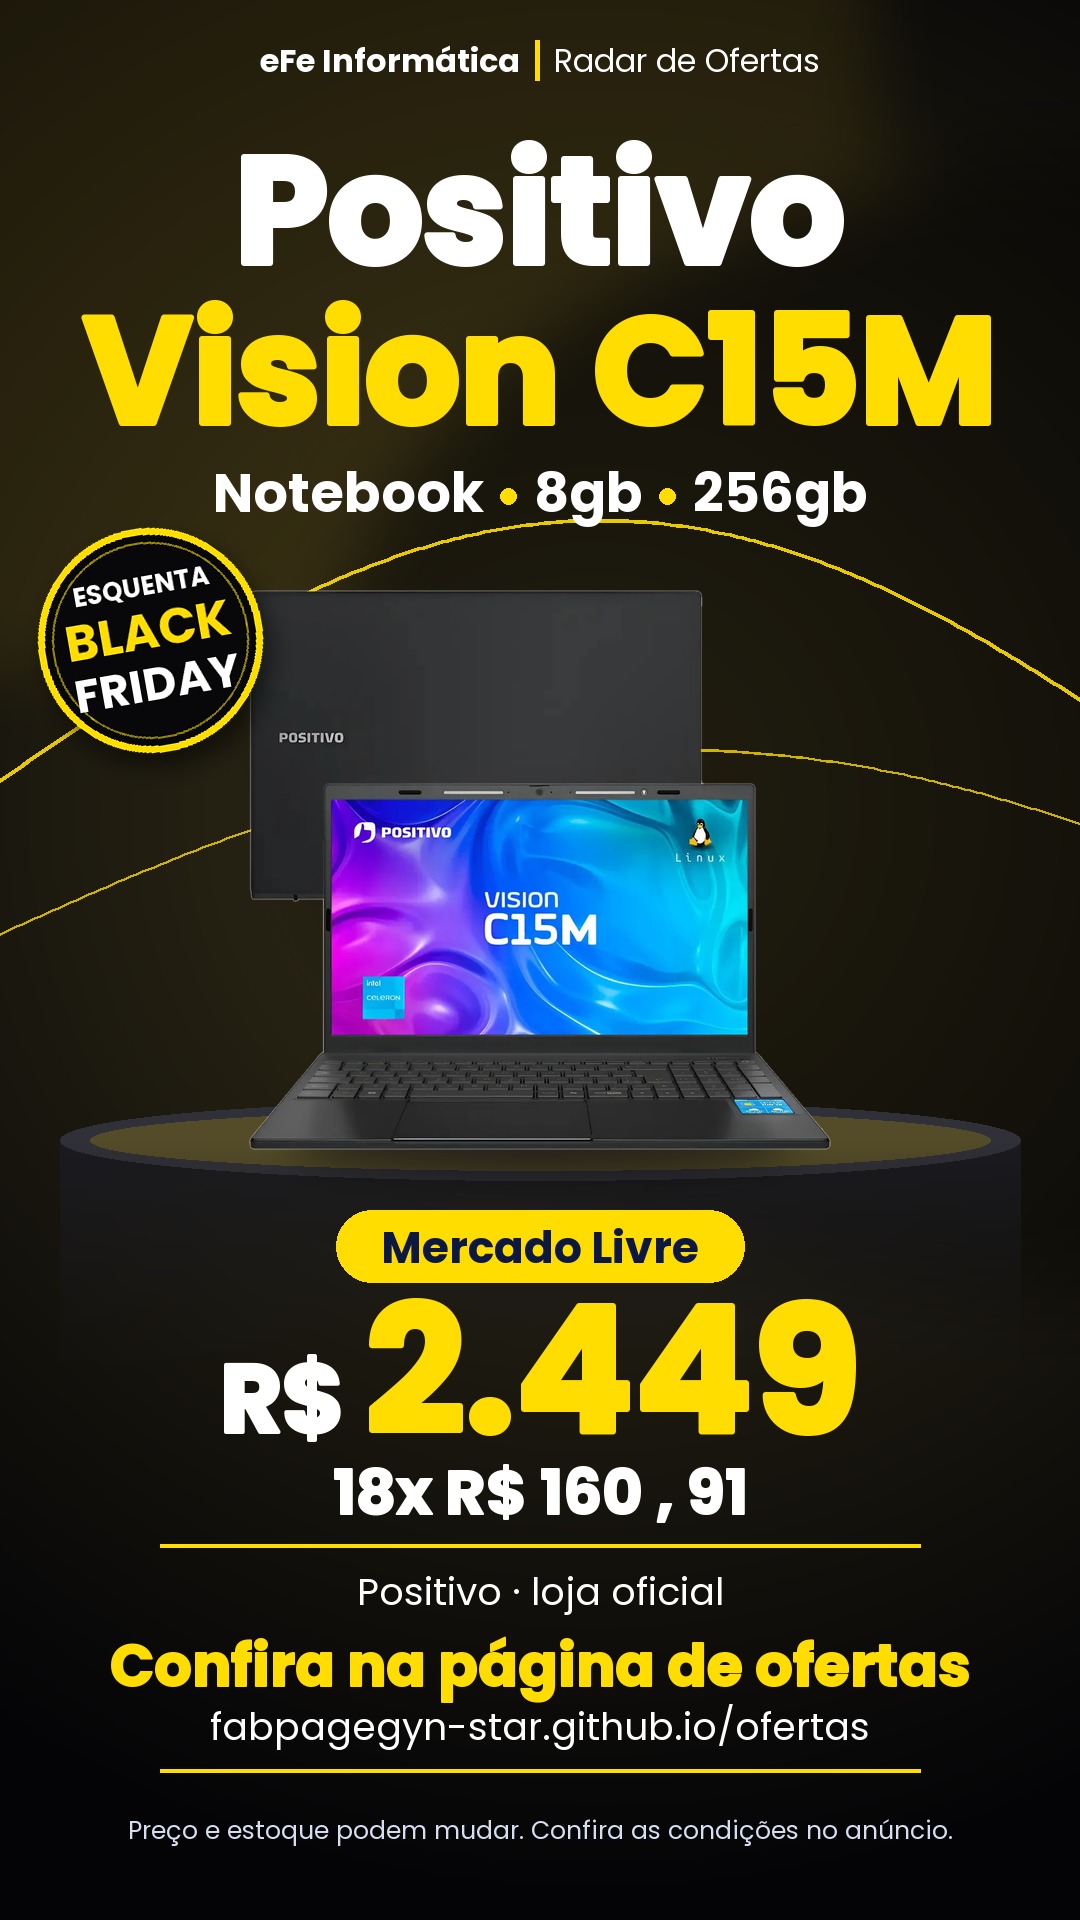 eFe Informática | Radar de Ofertas
Positivo
Vision C15M
Notebook • 8gb • 256gb
ESQUENTA
BLACK
FRIDAY
POSITIVO
POSITIVO
Linux
VISION
C15M
intel
CELERON
Mercado Livre
R$ 2.449
18x R$ 160 , 91
Positivo · loja oficial
Confira na página de ofertas
fabpagegyn-star.github.io/ofertas
Preço e estoque podem mudar. Confira as condições no anúncio.